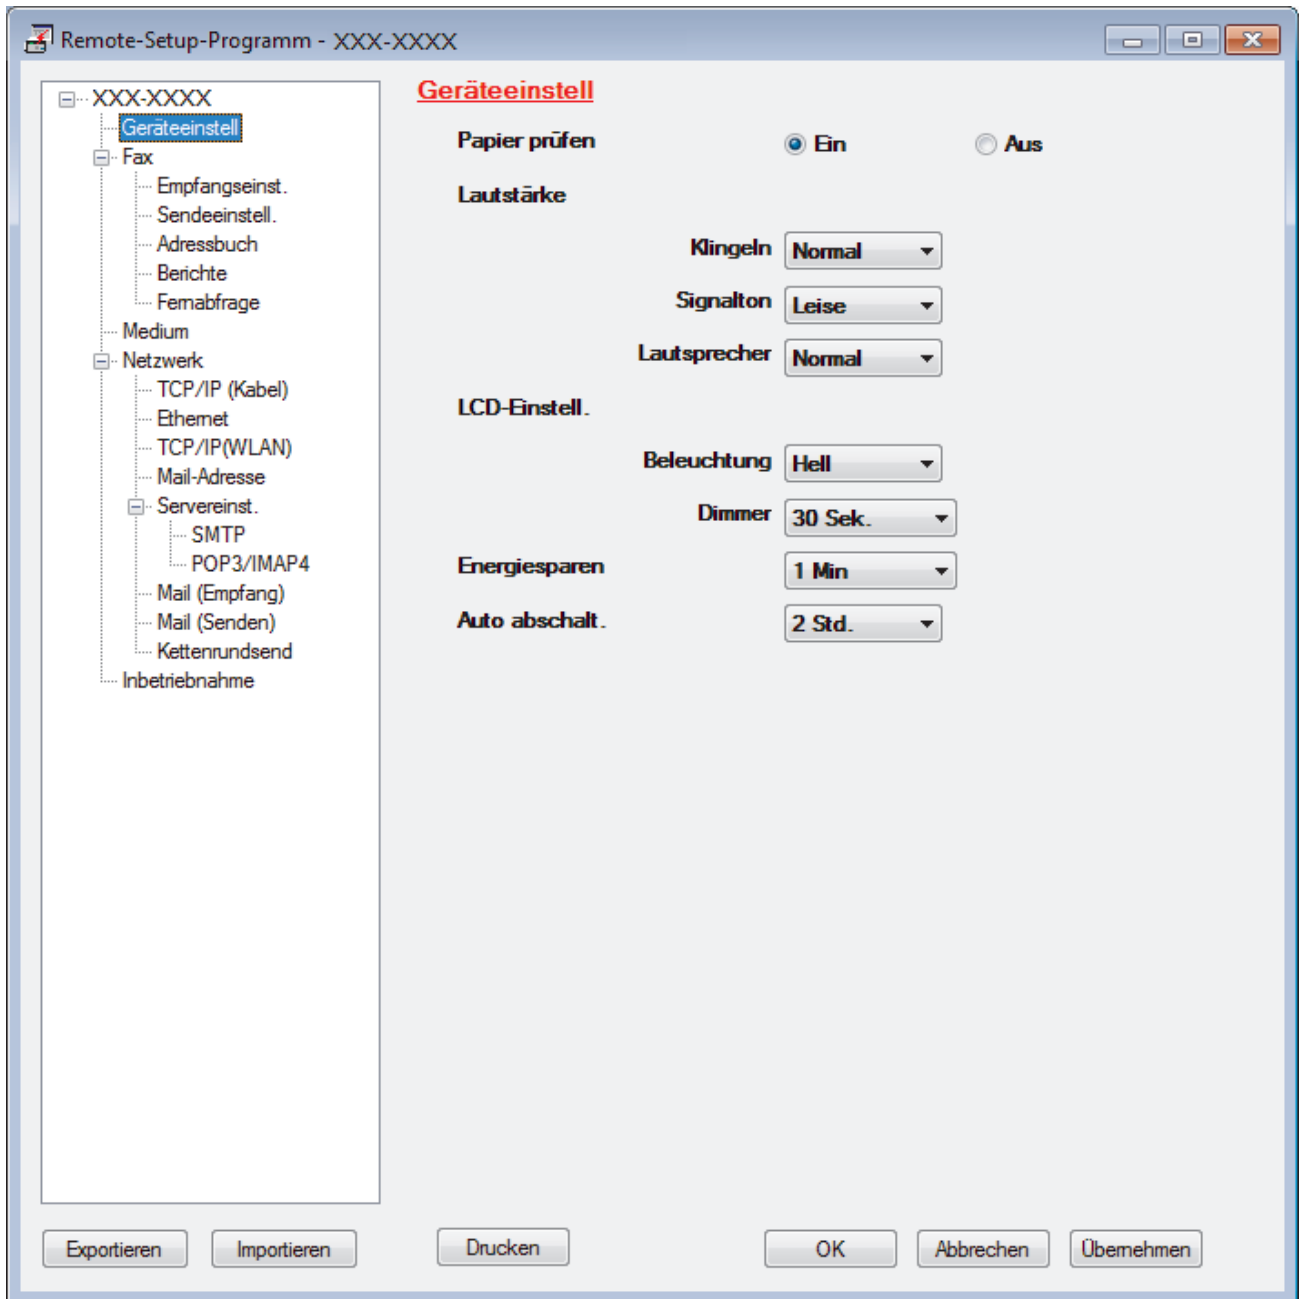 Remote-Setup-Programm - XXX-XXXX
XXX-XXXX
Geräteeinstell
Fax
Empfangseinst.
Sendeeinstell.
Adressbuch
Berichte
Fernabfrage
Medium
Netzwerk
TCP/IP (Kabel)
Ethernet
TCP/IP(WLAN)
Mail-Adresse
Servereinst.
SMTP
POP3/IMAP4
Mail (Empfang)
Mail (Senden)
Kettenrundsend
Inbetriebnahme
Geräteeinstell
Papier prüfen Ein Aus
Lautstärke
Klingeln Normal
Signalton Leise
Lautsprecher Normal
LCD-Einstell.
Beleuchtung Hell
Dimmer 30 Sek.
Energiesparen 1 Min
Auto abschalt. 2 Std.
Exportieren Importieren Drucken OK Abbrechen Übernehmen